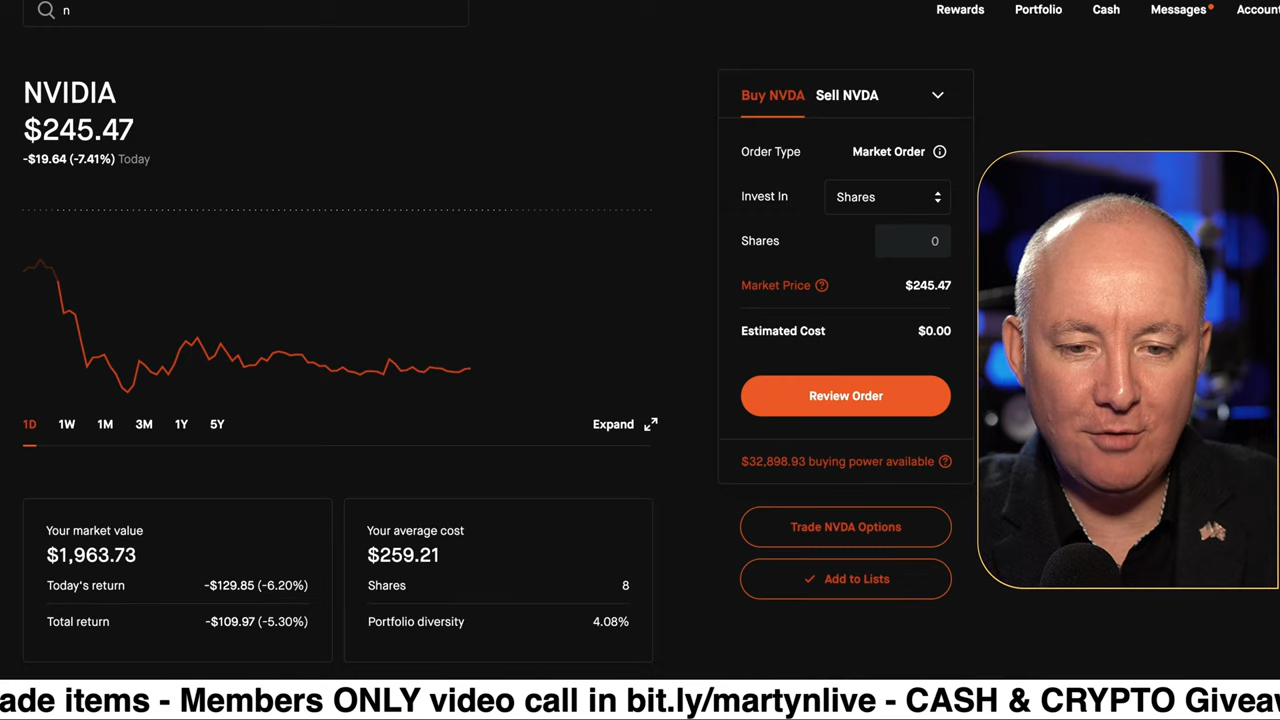 n
Rewards Portfolio Cash Messages Account
NVIDIA
$245.47
-$19.64 (-7.41%) Today
1D 1W 1M 3M 1Y 5Y
Expand
Your market value
$1,963.73
Today's return -$129.85 (-6.20%)
Total return -$109.97 (-5.30%)
Your average cost
$259.21
Shares 8
Portfolio diversity 4.08%
Buy NVDA Sell NVDA
Order Type Market Order
Invest In Shares
Shares 0
Market Price $245.47
Estimated Cost $0.00
Review Order
$32,898.93 buying power available
Trade NVDA Options
Add to Lists
ade items - Members ONLY video call in bit.ly/martynlive - CASH & CRYPTO Giveaw